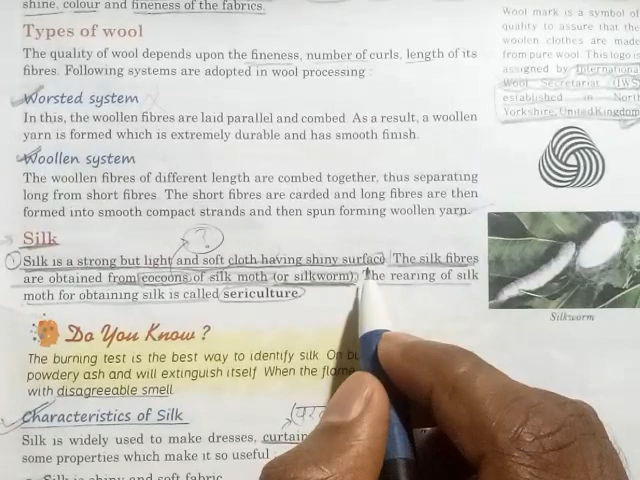 shine, colour and fineness of the fabrics.
Types of wool
The quality of wool depends upon the fineness, number of curls, length of its
fibres. Following systems are adopted in wool processing :
Worsted system
In this, the woollen fibres are laid parallel and combed. As a result, a woollen
yarn is formed which is extremely durable and has smooth finish.
Woollen system
The woollen fibres of different length are combed together, thus separating
long from short fibres. The short fibres are carded and long fibres are then
formed into smooth compact strands and then spun forming woollen yarn.
Silk
?
1 Silk is a strong but light and soft cloth having shiny surface. The silk fibres
are obtained from cocoons of silk moth (or silkworm). The rearing of silk
moth for obtaining silk is called sericulture.
Do You Know ?
The burning test is the best way to identify silk. On bu
powdery ash and will extinguish itself. When the flame
with disagreeable smell.
Characteristics of Silk
Silk is widely used to make dresses, curtain
some properties which make it so useful :
Silk is shiny and soft fabric
Wool mark is a symbol of
quality to assure that the
woolen clothes are made
from pure wool. This logo is
assigned by Internationa
Wool Secretariat (IWS)
established in North
Yorkshire, United Kingdom
Silkworm